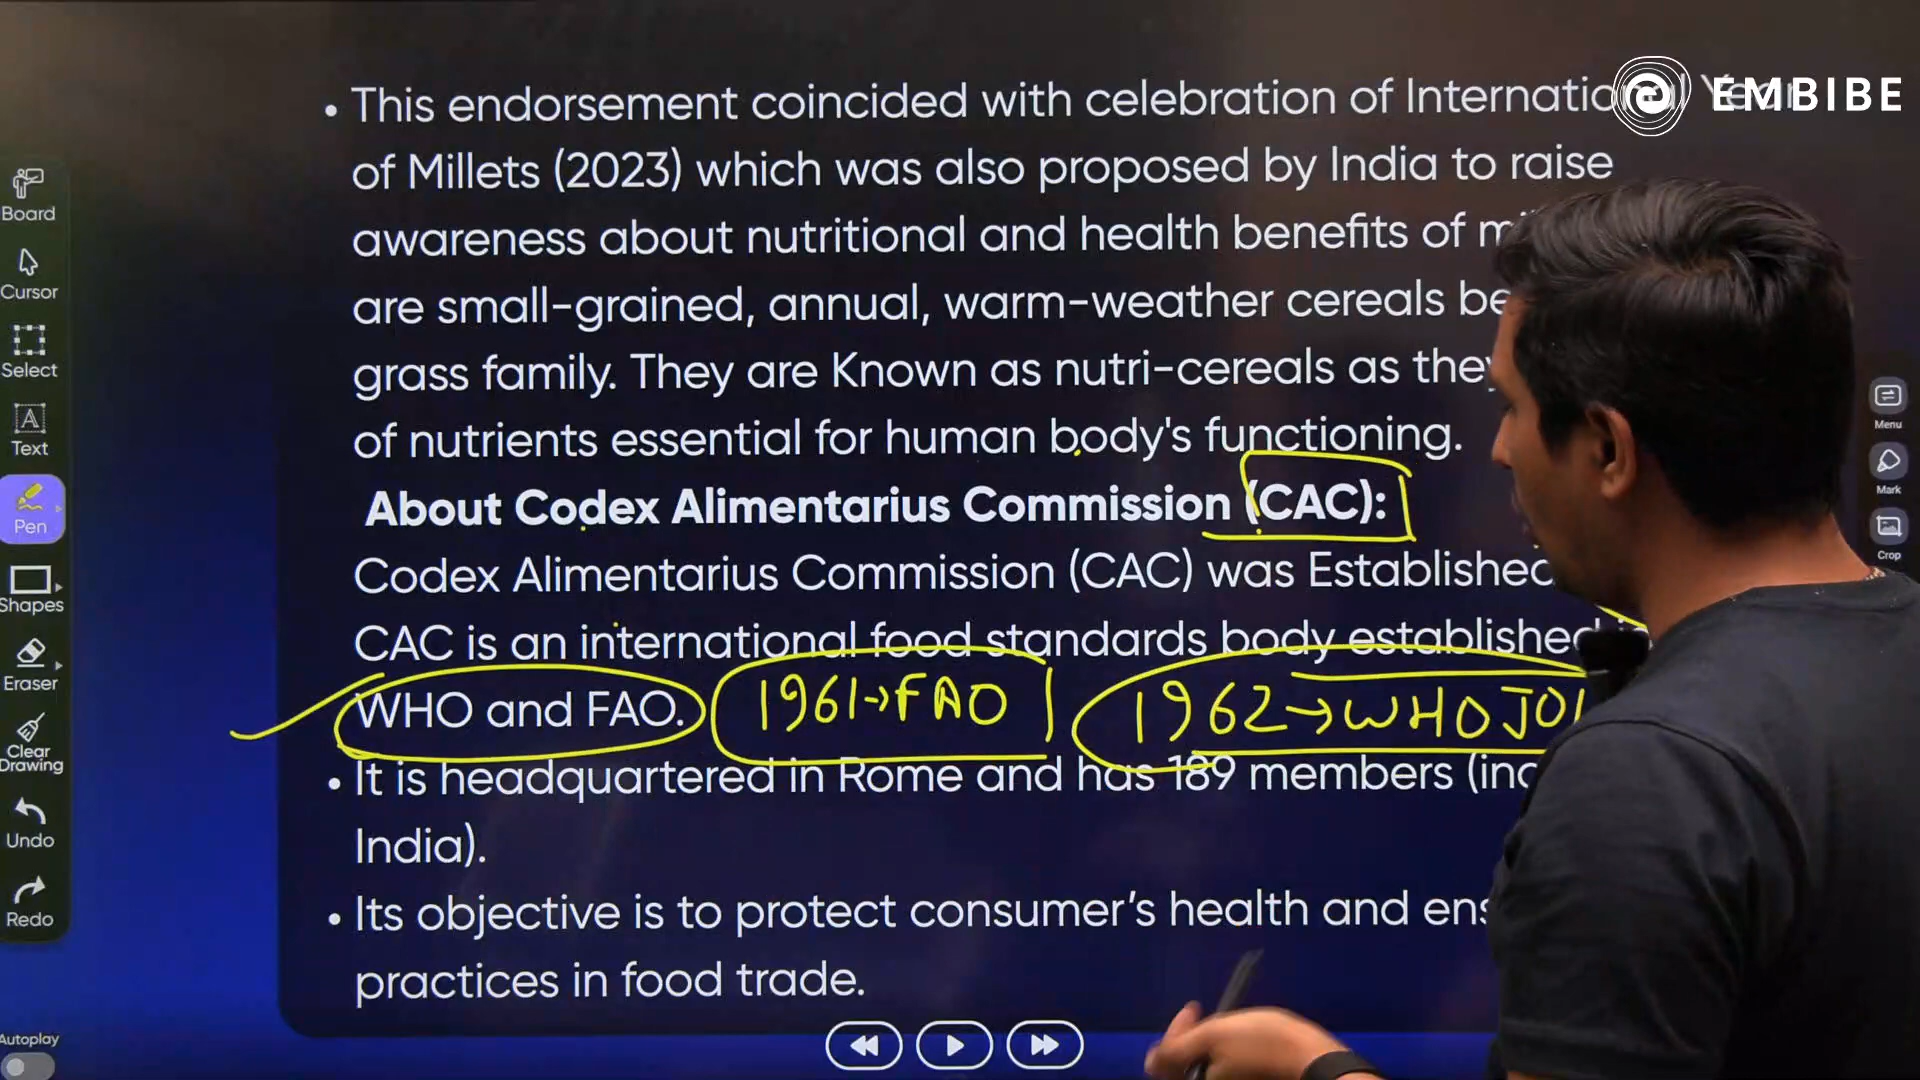 EMBIBE
• This endorsement coincided with celebration of International Year
of Millets (2023) which was also proposed by India to raise
awareness about nutritional and health benefits of
are small-grained, annual, warm-weather cereals
grass family. They are Known as nutri-cereals as they
of nutrients essential for human body's functioning.
About Codex Alimentarius Commission (CAC):
Codex Alimentarius Commission (CAC) was Established
CAC is an international food standards body established
WHO and FAO. 1961→FAO 1962→WHO
• It is headquartered in Rome and has 189 members
India).
• Its objective is to protect consumer's health and
practices in food trade.
Board
Cursor
Select
Text
Pen
Shapes
Eraser
Clear
Drawing
Undo
Redo
Autoplay
Menu
Mark
Crop